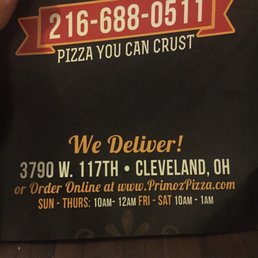 216-688-0511
PIZZA YOU CAN CRUST
We Deliver!
3790 W. 117TH • CLEVELAND, OH
or Order Online at www.PrimozPizza.com
SUN - THURS: 10AM- 12AM FRI - SAT 10AM - 1AM